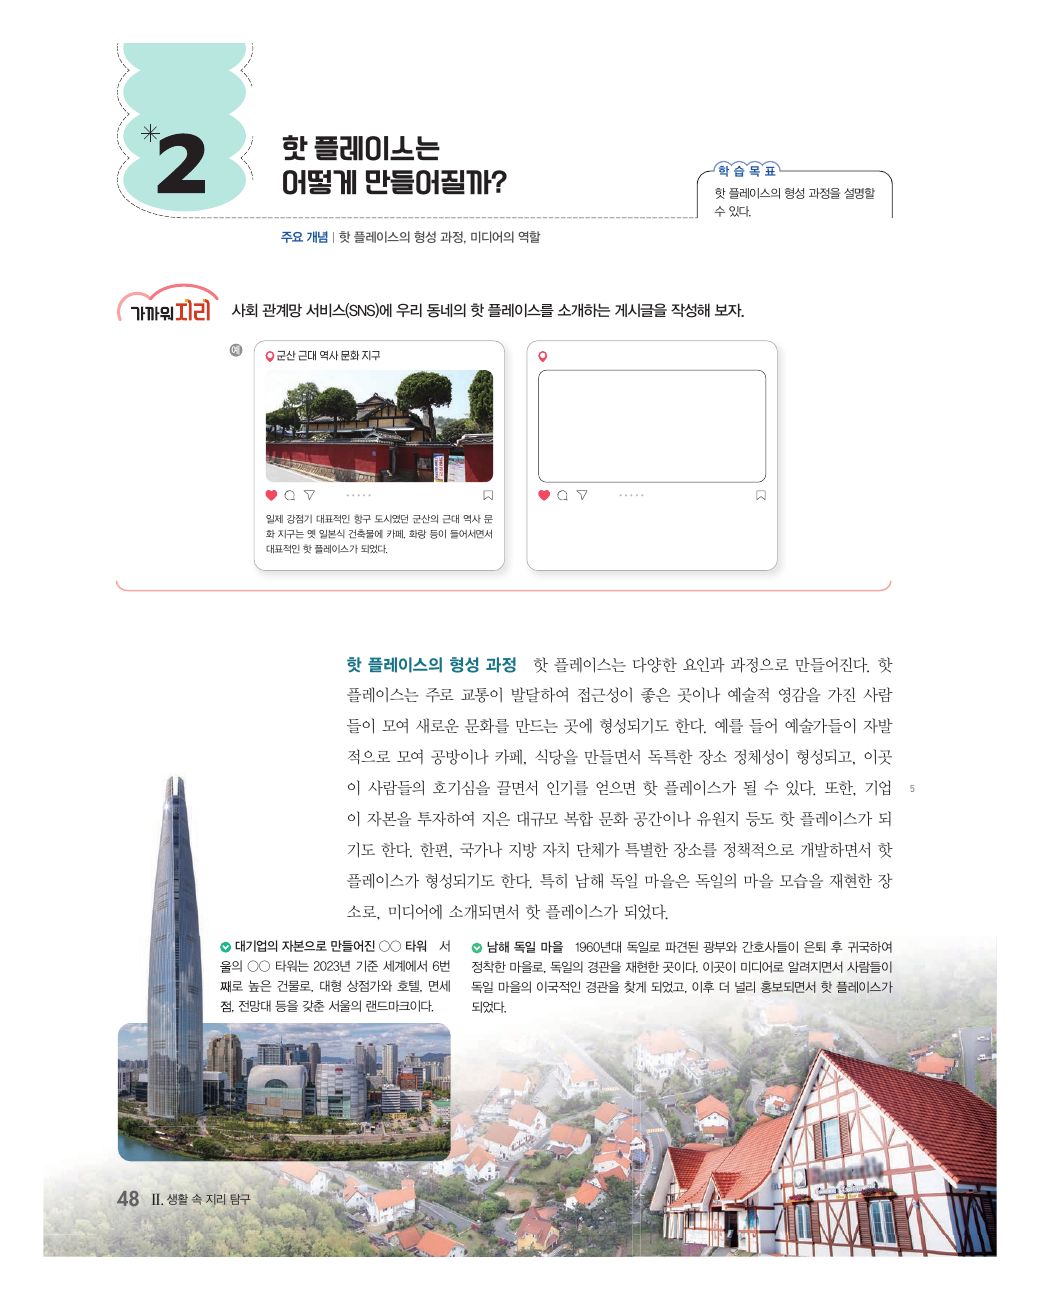 2
핫 플레이스는
어떻게 만들어질까?
학습 목표
핫 플레이스의 형성 과정을 설명할
수 있다.
주요 개념 | 핫 플레이스의 형성 과정, 미디어의 역할
가까워지리
사회 관계망 서비스(SNS)에 우리 동네의 핫 플레이스를 소개하는 게시글을 작성해 보자.
예
군산 근대 역사 문화 지구
일제 강점기 대표적인 항구 도시였던 군산의 근대 역사 문
화 지구는 옛 일본식 건축물에 카페, 화랑 등이 들어서면서
대표적인 핫 플레이스가 되었다.
핫 플레이스의 형성 과정 핫 플레이스는 다양한 요인과 과정으로 만들어진다. 핫
플레이스는 주로 교통이 발달하여 접근성이 좋은 곳이나 예술적 영감을 가진 사람
들이 모여 새로운 문화를 만드는 곳에 형성되기도 한다. 예를 들어 예술가들이 자발
적으로 모여 공방이나 카페, 식당을 만들면서 독특한 장소 정체성이 형성되고, 이곳
이 사람들의 호기심을 끌면서 인기를 얻으면 핫 플레이스가 될 수 있다. 또한, 기업
5
이 자본을 투자하여 지은 대규모 복합 문화 공간이나 유원지 등도 핫 플레이스가 되
기도 한다. 한편, 국가나 지방 자치 단체가 특별한 장소를 정책적으로 개발하면서 핫
플레이스가 형성되기도 한다. 특히 남해 독일 마을은 독일의 마을 모습을 재현한 장
소로, 미디어에 소개되면서 핫 플레이스가 되었다.
대기업의 자본으로 만들어진 ○○ 타워 서
울의 ○○ 타워는 2023년 기준 세계에서 6번
째로 높은 건물로, 대형 상점가와 호텔, 면세
점, 전망대 등을 갖춘 서울의 랜드마크이다.
남해 독일 마을 1960년대 독일로 파견된 광부와 간호사들이 은퇴 후 귀국하여
정착한 마을로, 독일의 경관을 재현한 곳이다. 이곳이 미디어로 알려지면서 사람들이
독일 마을의 이국적인 경관을 찾게 되었고, 이후 더 널리 홍보되면서 핫 플레이스가
되었다.
48 Ⅱ. 생활 속 지리 탐구